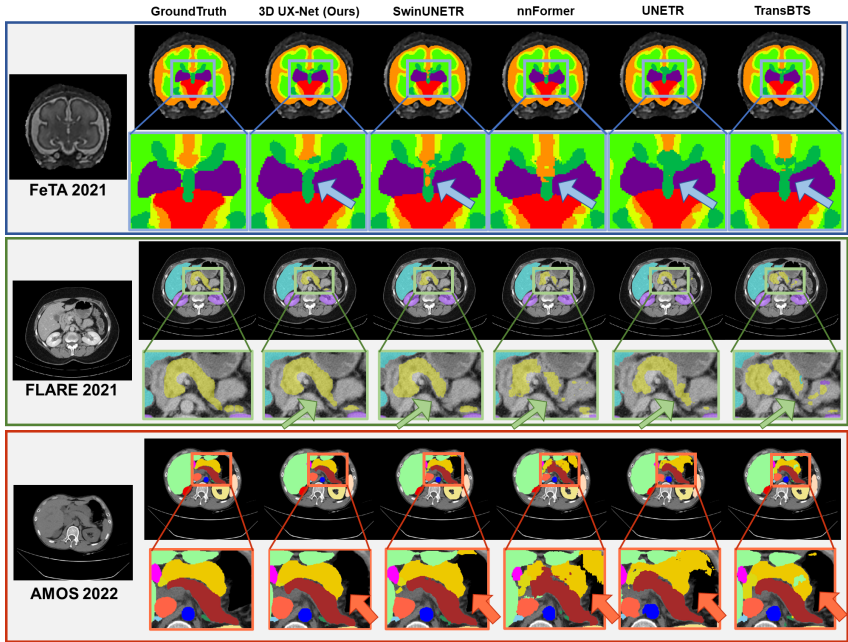 GroundTruth 3D UX-Net (Ours) SwinUNETR nnFormer UNETR TransBTS
FeTA 2021
FLARE 2021
AMOS 2022